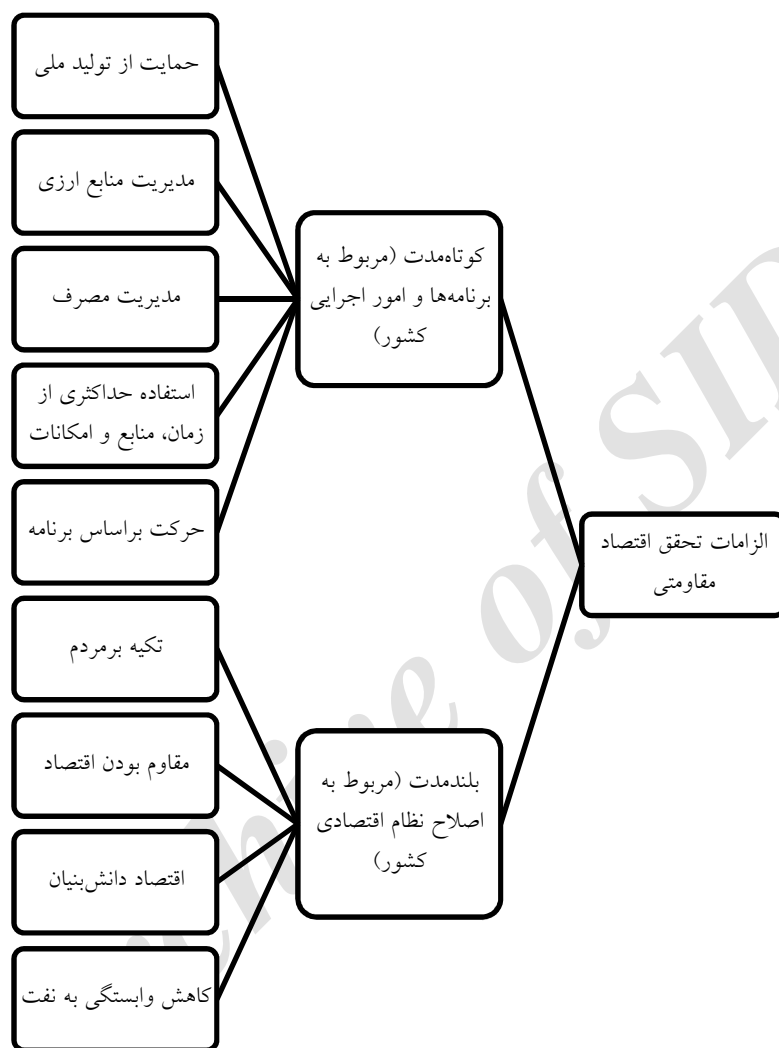 الزامات تحقق اقتصاد
مقاومتی
کوتاه‌مدت (مربوط به
برنامه‌ها و امور اجرایی
کشور)
حمایت از تولید ملی
مدیریت منابع ارزی
مدیریت مصرف
استفاده حداکثری از
زمان، منابع و امکانات
حرکت براساس برنامه
بلندمدت (مربوط به
اصلاح نظام اقتصادی
کشور)
تکیه برمردم
مقاوم بودن اقتصاد
اقتصاد دانش‌بنیان
کاهش وابستگی به نفت
of SID